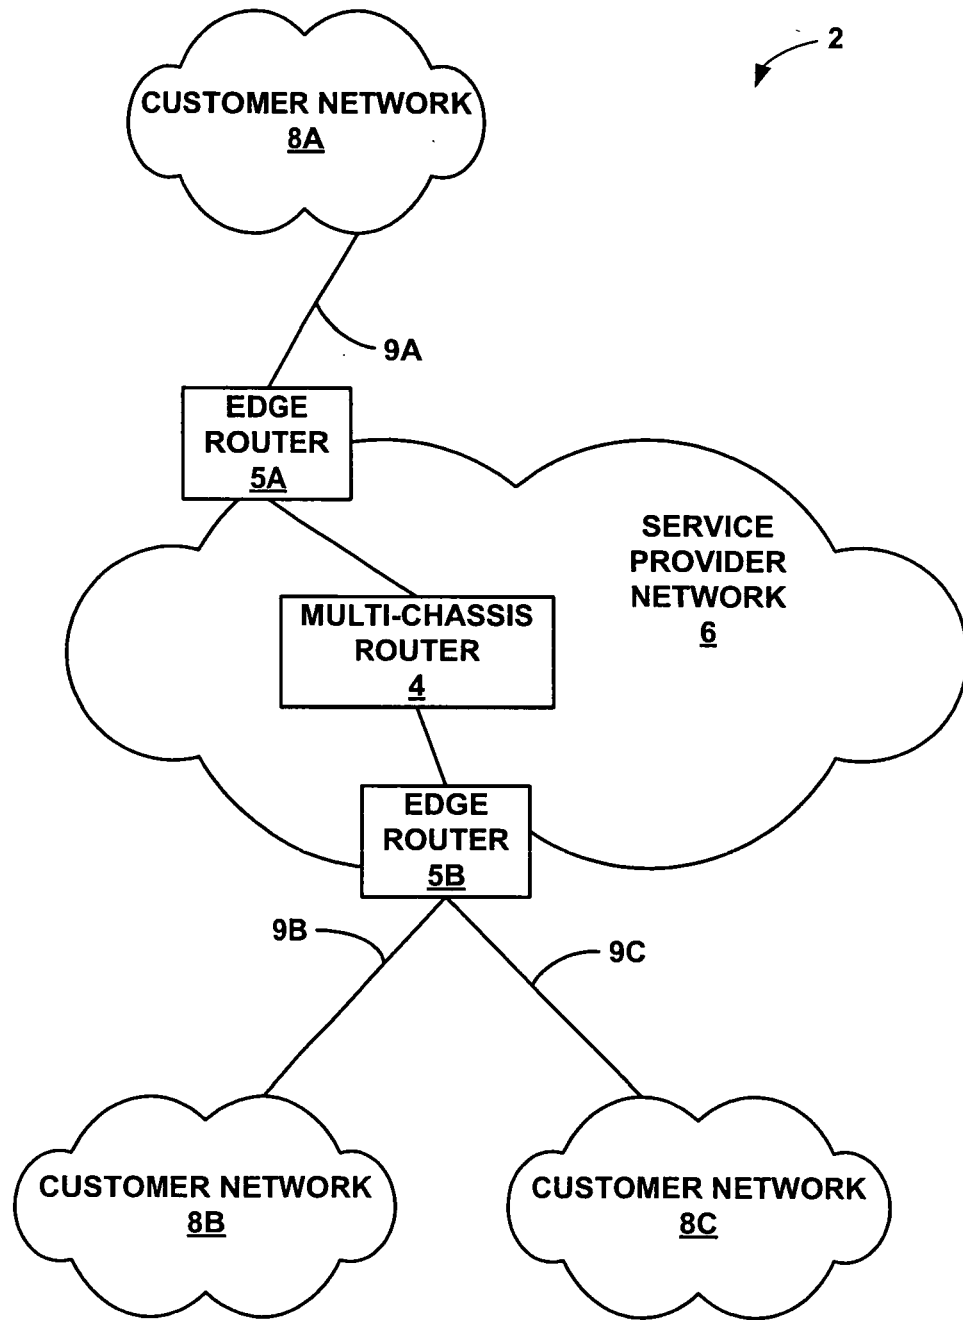 2
CUSTOMER NETWORK
8A
9A
EDGE
ROUTER
5A
SERVICE
PROVIDER
NETWORK
6
MULTI-CHASSIS
ROUTER
4
EDGE
ROUTER
5B
9B
9C
CUSTOMER NETWORK
8B
CUSTOMER NETWORK
8C